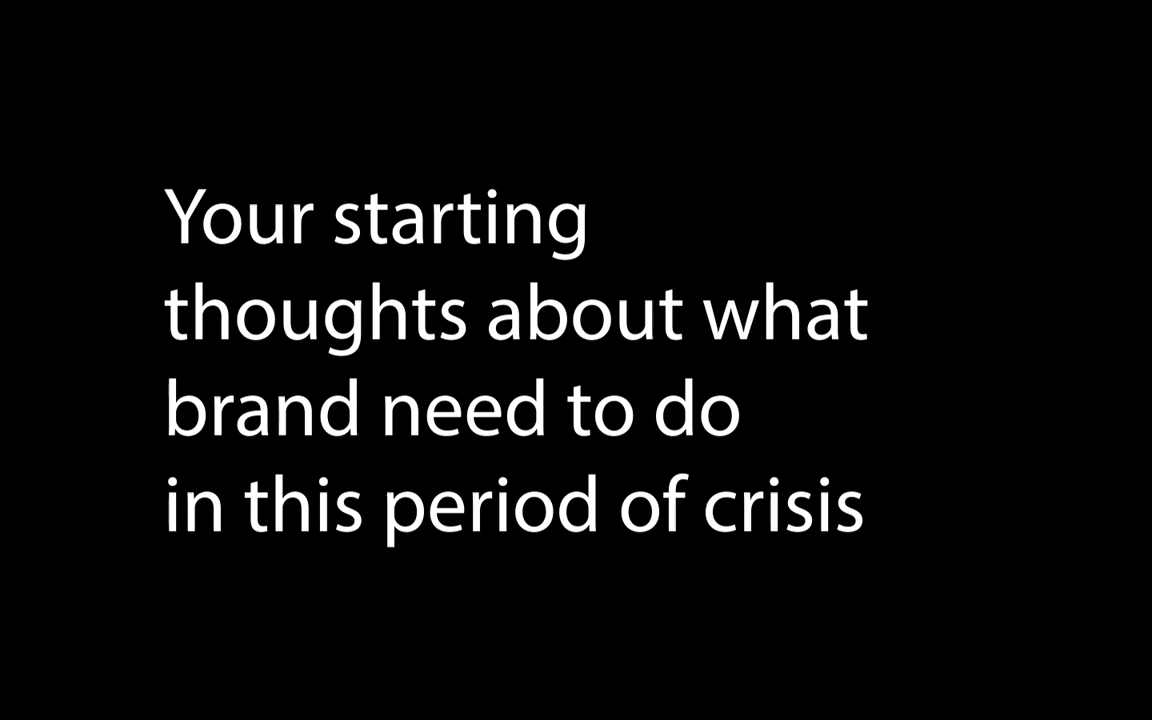 Your starting
thoughts about what
brand need to do
in this period of crisis